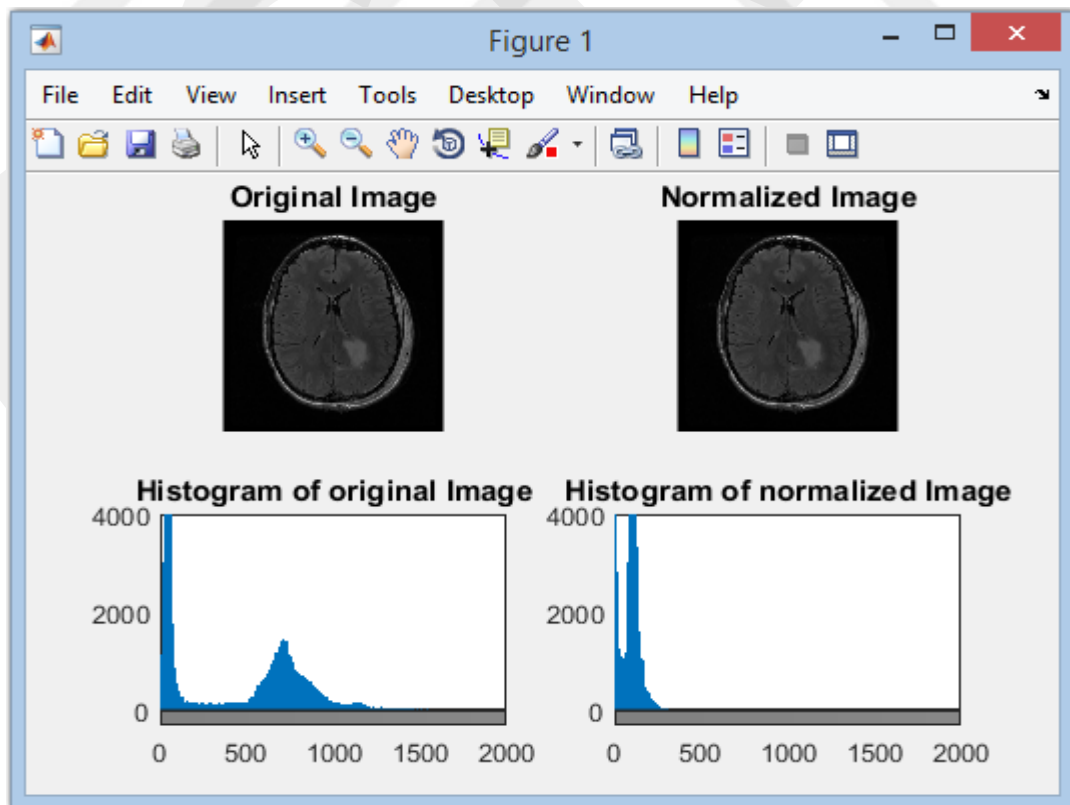 Figure 1
File Edit View Insert Tools Desktop Window Help
Original Image
Normalized Image
Histogram of original Image
4000
2000
0
0 500 1000 1500 2000
Histogram of normalized Image
4000
2000
0
0 500 1000 1500 2000